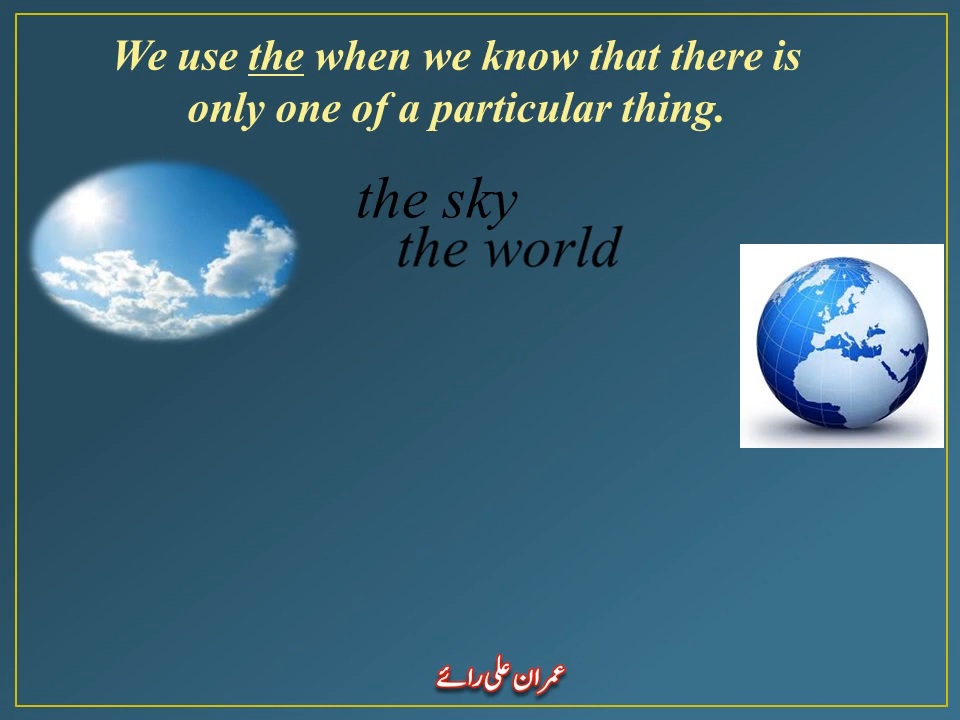 We use the when we know that there is
only one of a particular thing.
the sky
the world
عمران علی رائے